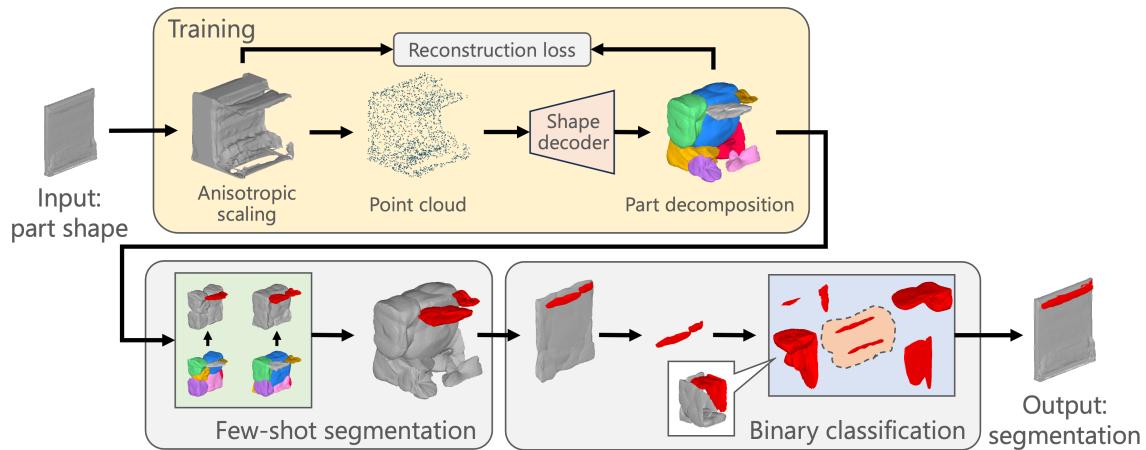 Training
Reconstruction loss
Shape
decoder
Input:
part shape
Anisotropic
scaling
Point cloud
Part decomposition
Few-shot segmentation
Binary classification
Output:
segmentation